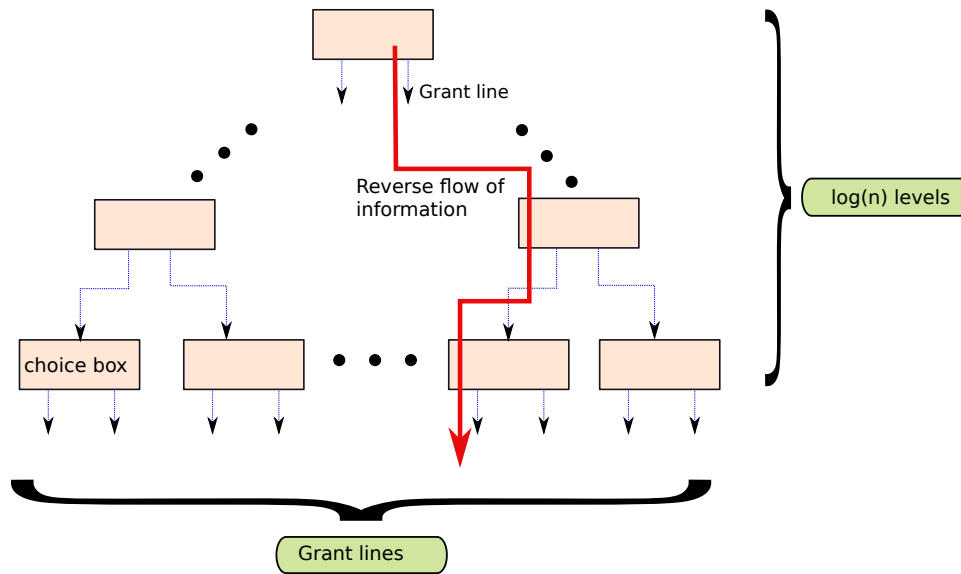 Grant line
Reverse flow of
information
log(n) levels
choice box
Grant lines